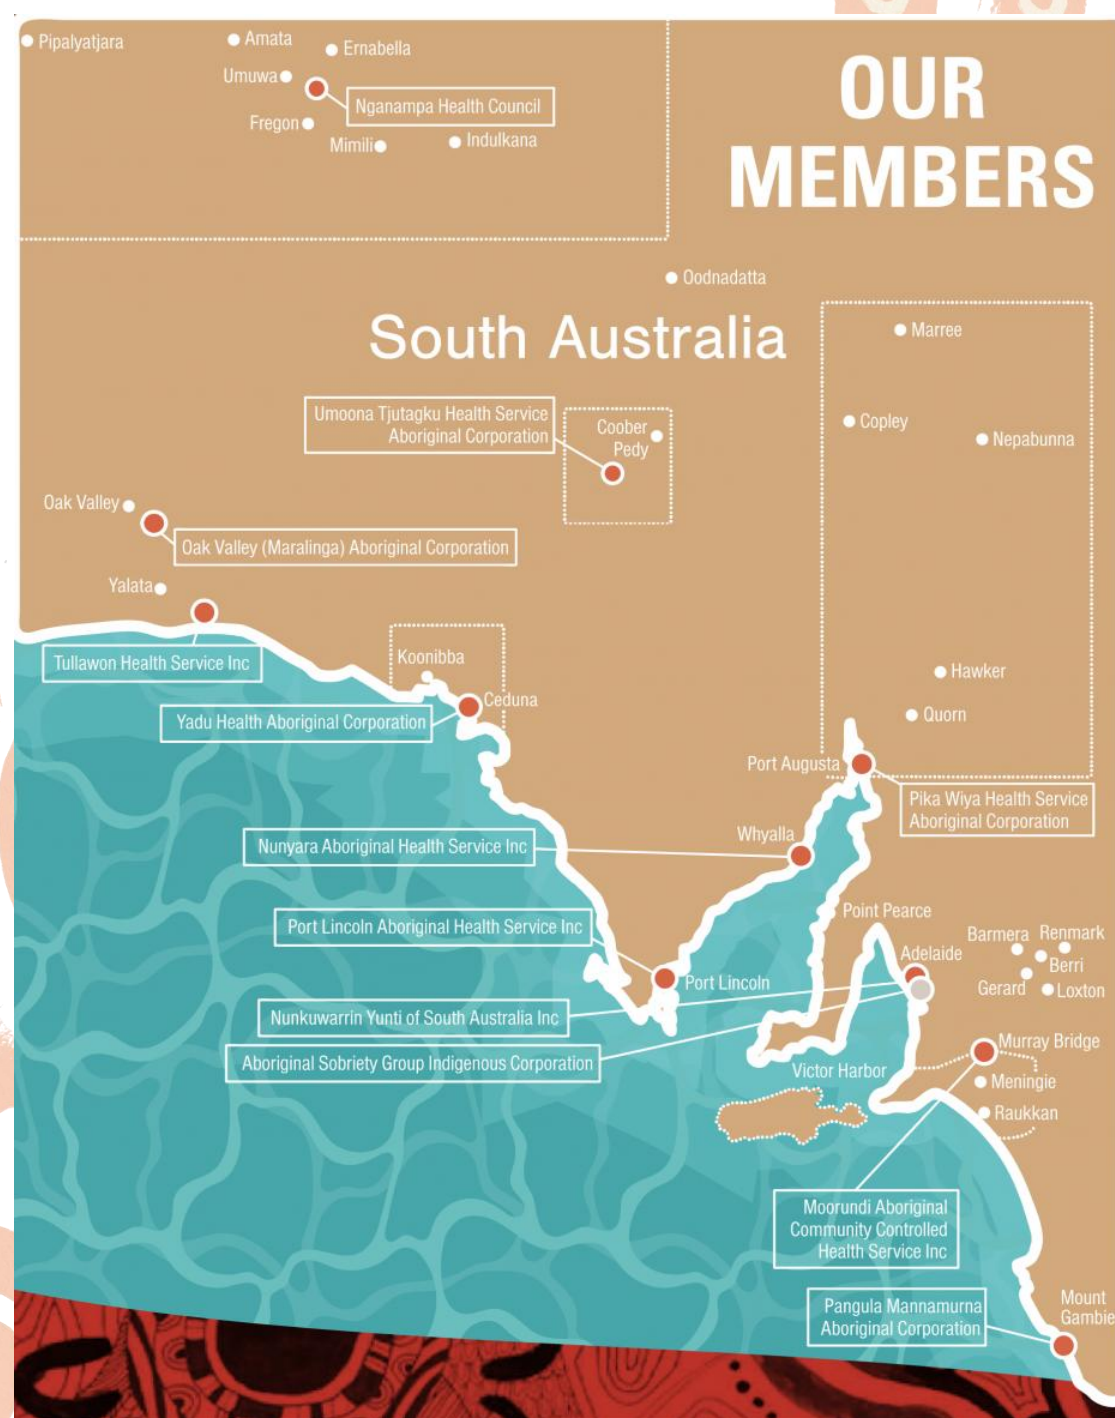 OUR
MEMBERS
Pipalyatjara
Amata
Ernabella
Umuwa
Nganampa Health Council
Fregon
Mimili
Indulkana
Oodnadatta
South Australia
Marree
Umoona Tjutagku Health Service
Aboriginal Corporation
Coober
Pedy
Copley
Nepabunna
Oak Valley
Oak Valley (Maralinga) Aboriginal Corporation
Yalata
Tullawon Health Service Inc
Koonibba
Ceduna
Yadu Health Aboriginal Corporation
Hawker
Quorn
Port Augusta
Pika Wiya Health Service
Aboriginal Corporation
Whyalla
Nunyara Aboriginal Health Service Inc
Point Pearce
Port Lincoln Aboriginal Health Service Inc
Port Lincoln
Adelaide
Barmera
Renmark
Berri
Gerard
Loxton
Nunkuwarrin Yunti of South Australia Inc
Aboriginal Sobriety Group Indigenous Corporation
Murray Bridge
Victor Harbor
Meningie
Raukkan
Moorundi Aboriginal
Community Controlled
Health Service Inc
Pangula Mannamurna
Aboriginal Corporation
Mount
Gambie